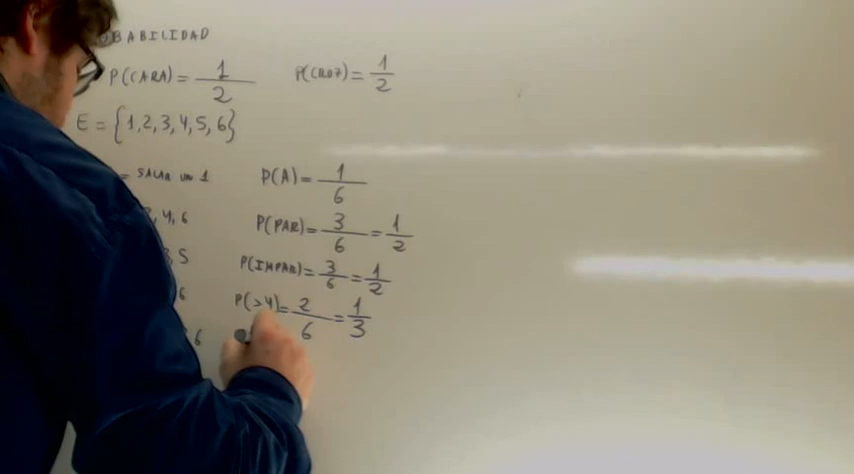 OBABILIDAD
P(CARA) = 1/2 P(CRUZ) = 1/2
E = {1,2,3,4,5,6}
= SALIR UN 1 P(A) = 1/6
, 4, 6 P(PAR) = 3/6 = 1/2
, 5 P(IMPAR) = 3/6 = 1/2
6 P(>4) = 2/6 = 1/3
6